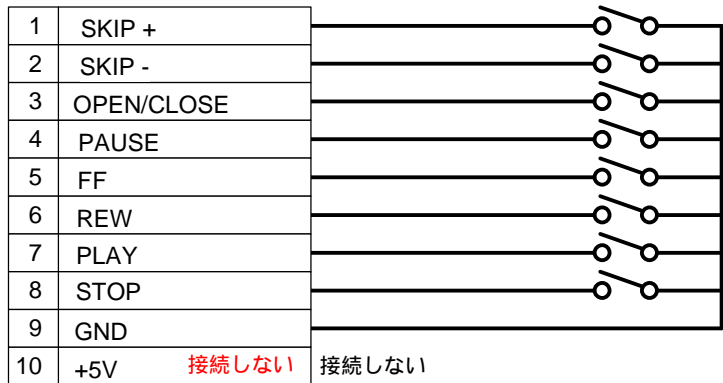 1 SKIP +
2 SKIP -
3 OPEN/CLOSE
4 PAUSE
5 FF
6 REW
7 PLAY
8 STOP
9 GND
10 +5V 接続しない 接続しない